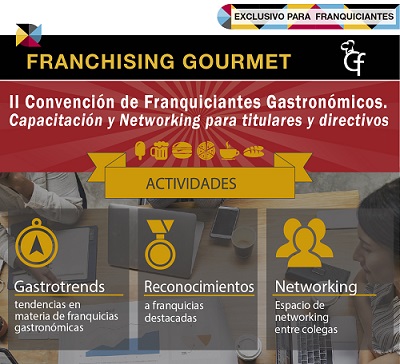 EXCLUSIVO PARA FRANQUICIANTES
FRANCHISING GOURMET
Gf
II Convención de Franquiciantes Gastronómicos.
Capacitación y Networking para titulares y directivos
ACTIVIDADES
Gastrotrends
tendencias en
materia de franquicias
gastronómicas
Reconocimientos
a franquicias
destacadas
Networking
Espacio de
networking
entre colegas